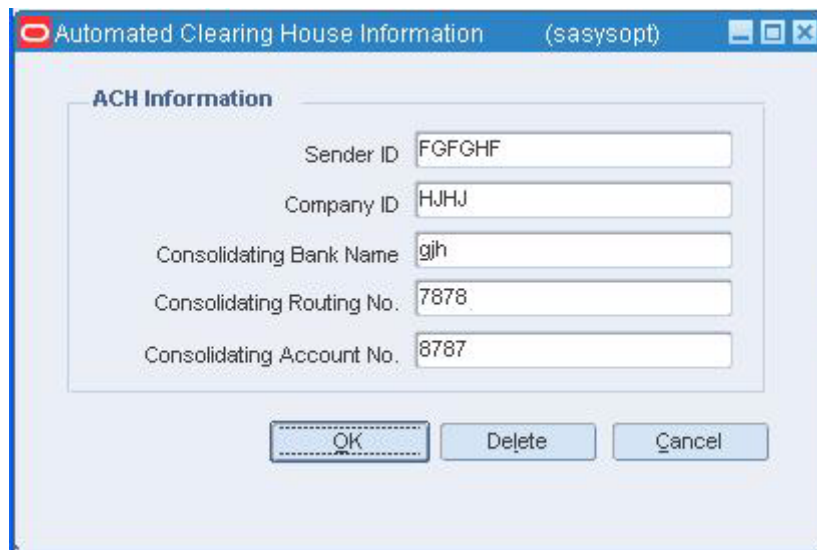 Automated Clearing House Information (sasysopt)
ACH Information
Sender ID FGFGHF
Company ID HJHJ
Consolidating Bank Name gjh
Consolidating Routing No. 7878
Consolidating Account No. 8787
OK Delete Cancel